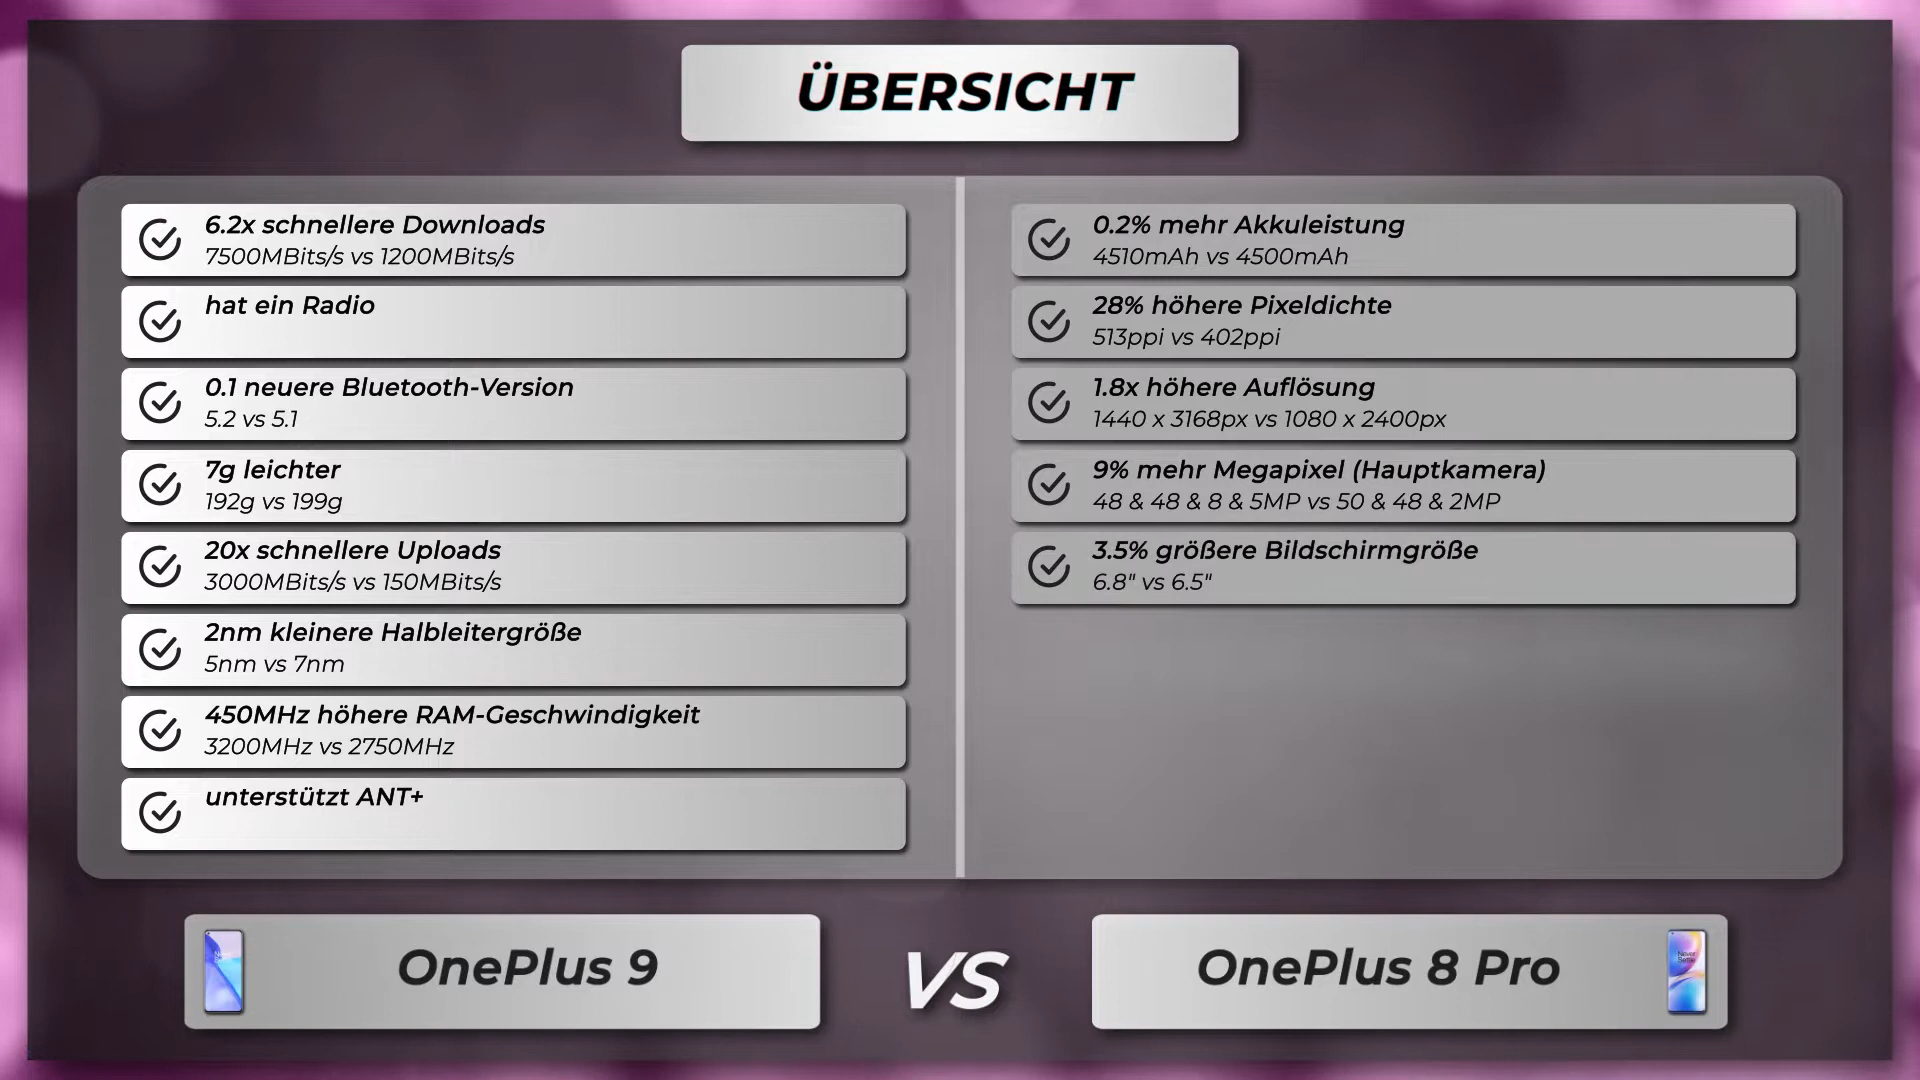 ÜBERSICHT
6.2x schnellere Downloads
7500MBits/s vs 1200MBits/s
hat ein Radio
0.1 neuere Bluetooth-Version
5.2 vs 5.1
7g leichter
192g vs 199g
20x schnellere Uploads
3000MBits/s vs 150MBits/s
2nm kleinere Halbleitergröße
5nm vs 7nm
450MHz höhere RAM-Geschwindigkeit
3200MHz vs 2750MHz
unterstützt ANT+
0.2% mehr Akkuleistung
4510mAh vs 4500mAh
28% höhere Pixeldichte
513ppi vs 402ppi
1.8x höhere Auflösung
1440 x 3168px vs 1080 x 2400px
9% mehr Megapixel (Hauptkamera)
48 & 48 & 8 & 5MP vs 50 & 48 & 2MP
3.5% größere Bildschirmgröße
6.8" vs 6.5"
OnePlus 9
VS
OnePlus 8 Pro
Never
Settle